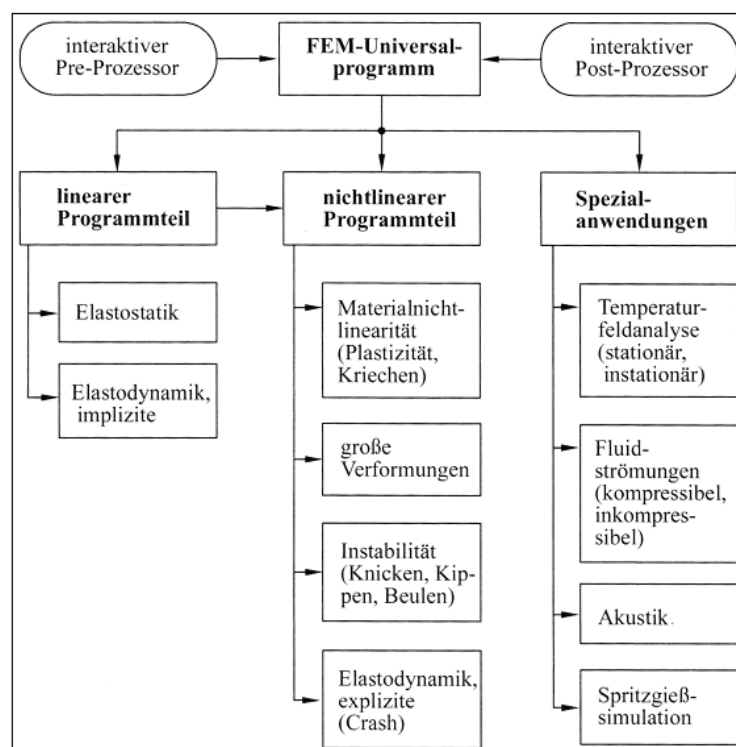 interaktiver
Pre-Prozessor
FEM-Universal-
programm
interaktiver
Post-Prozessor
linearer
Programmteil
nichtlinearer
Programmteil
Spezial-
anwendungen
Elastostatik
Elastodynamik,
implizite
Materialnicht-
linearität
(Plastizität,
Kriechen)
große
Verformungen
Instabilität
(Knicken, Kip-
pen, Beulen)
Elastodynamik,
explizite
(Crash)
Temperatur-
feldanalyse
(stationär,
instationär)
Fluid-
strömungen
(kompressibel,
inkompres-
sibel)
Akustik
Spritzgieß-
simulation